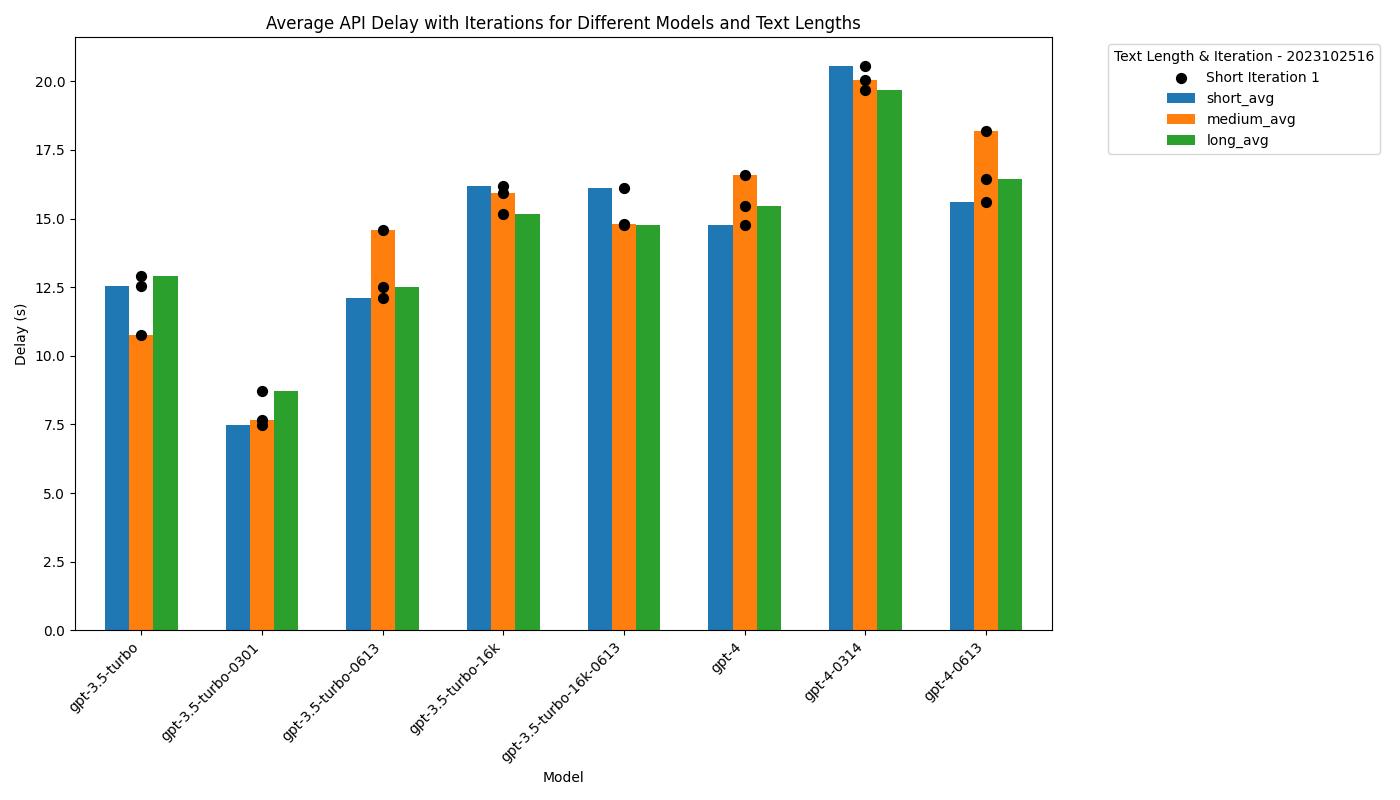 Average API Delay with Iterations for Different Models and Text Lengths
Text Length & Iteration - 2023102516
Short Iteration 1
short_avg
medium_avg
long_avg
Delay (s)
20.0
17.5
15.0
12.5
10.0
7.5
5.0
2.5
0.0
gpt-3.5-turbo
gpt-3.5-turbo-0301
gpt-3.5-turbo-0613
gpt-3.5-turbo-16k
gpt-3.5-turbo-16k-0613
gpt-4
gpt-4-0314
gpt-4-0613
Model